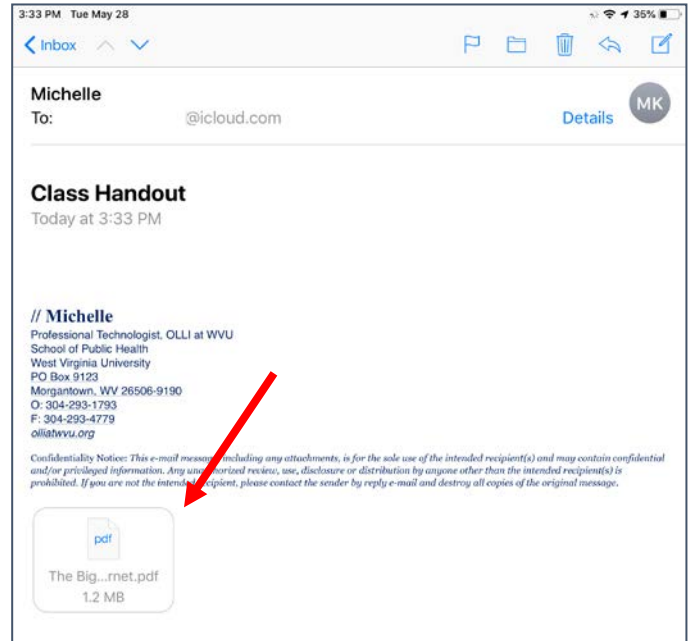 3:33 PM Tue May 28 35%
Inbox
Michelle
To: @icloud.com Details MK
Class Handout
Today at 3:33 PM
// Michelle
Professional Technologist, OLLI at WVU
School of Public Health
West Virginia University
PO Box 9123
Morgantown, WV 26506-9190
O: 304-293-1793
F: 304-293-4779
olliatwvu.org
Confidentiality Notice: This e-mail message, including any attachments, is for the sole use of the intended recipient(s) and may contain confidential
and/or privileged information. Any unauthorized review, use, disclosure or distribution by anyone other than the intended recipient(s) is
prohibited. If you are not the intended recipient, please contact the sender by reply e-mail and destroy all copies of the original message.
pdf
The Big...rnet.pdf
1.2 MB